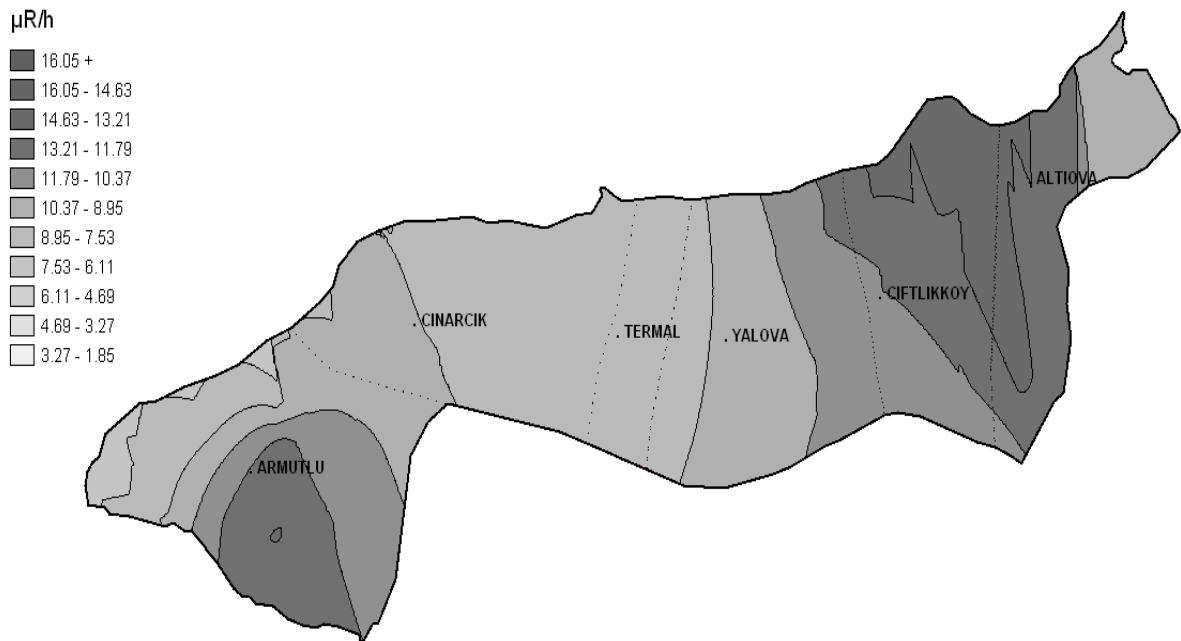 µR/h
16.05 +
16.05 - 14.63
14.63 - 13.21
13.21 - 11.79
11.79 - 10.37
10.37 - 8.95
8.95 - 7.53
7.53 - 6.11
6.11 - 4.69
4.69 - 3.27
3.27 - 1.85
ALTIOVA
CIFTLIKKOY
CINARCIK
TERMAL
YALOVA
ARMUTLU